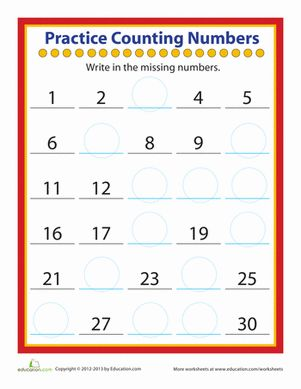 Practice Counting Numbers
Write in the missing numbers.
1 2 4 5
6 8 9
11 12
16 17 19
21 23 25
27 30
education.com
Copyright © 2012-2013 by Education.com
More worksheets at www.education.com/worksheets